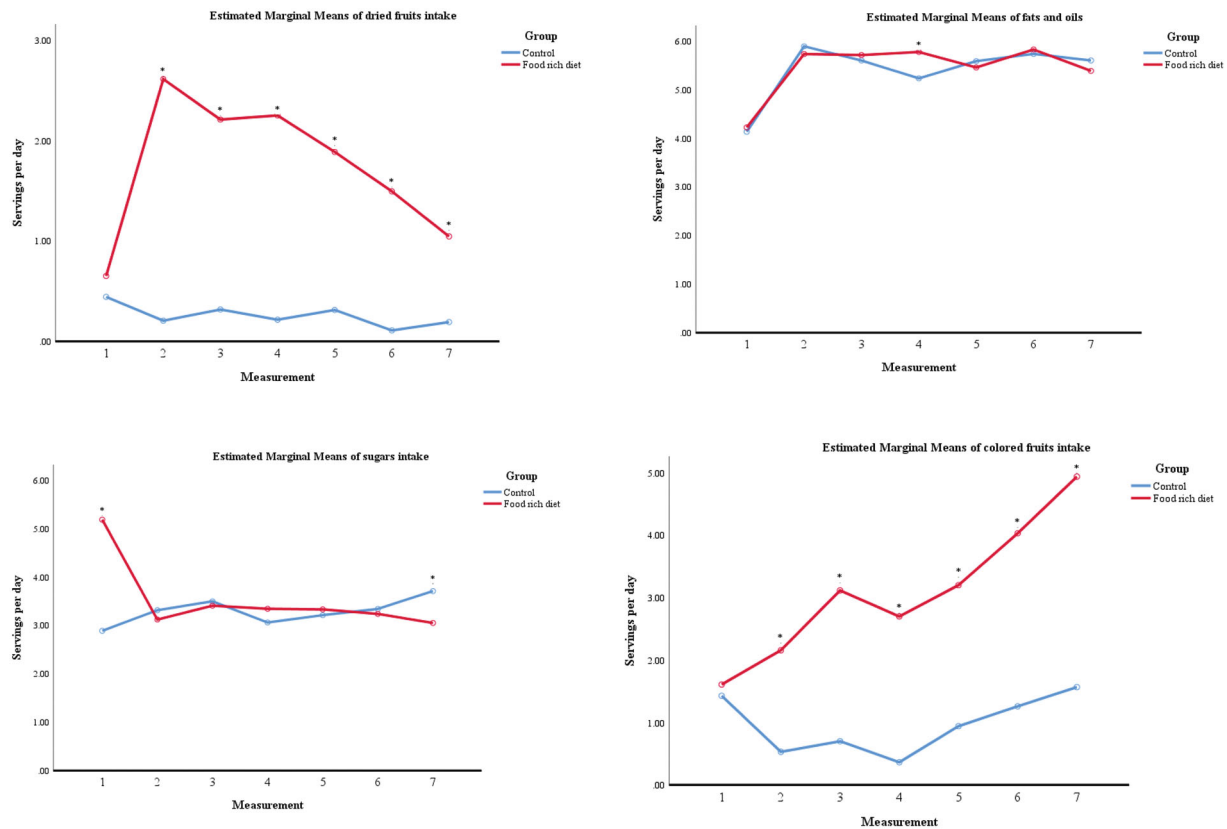 Estimated Marginal Means of dried fruits intake
Group
Control
Food rich diet
Servings per day
3.00
2.00
1.00
.00
* * * * * *
1 2 3 4 5 6 7
Measurement
Estimated Marginal Means of fats and oils
Group
Control
Food rich diet
Servings per day
6.00
5.00
4.00
6.00
2.00
1.00
.00
*
1 2 3 4 5 6 7
Measurement
Estimated Marginal Means of sugars intake
Group
Control
Food rich diet
Servings per day
6.00
5.00
4.00
3.00
2.00
1.00
.00
* *
1 2 3 4 5 6 7
Measurement
Estimated Marginal Means of colored fruits intake
Group
Control
Food rich diet
Servings per day
5.00
4.00
3.00
2.00
1.00
.00
* * * * * *
1 2 3 4 5 6 7
Measurement